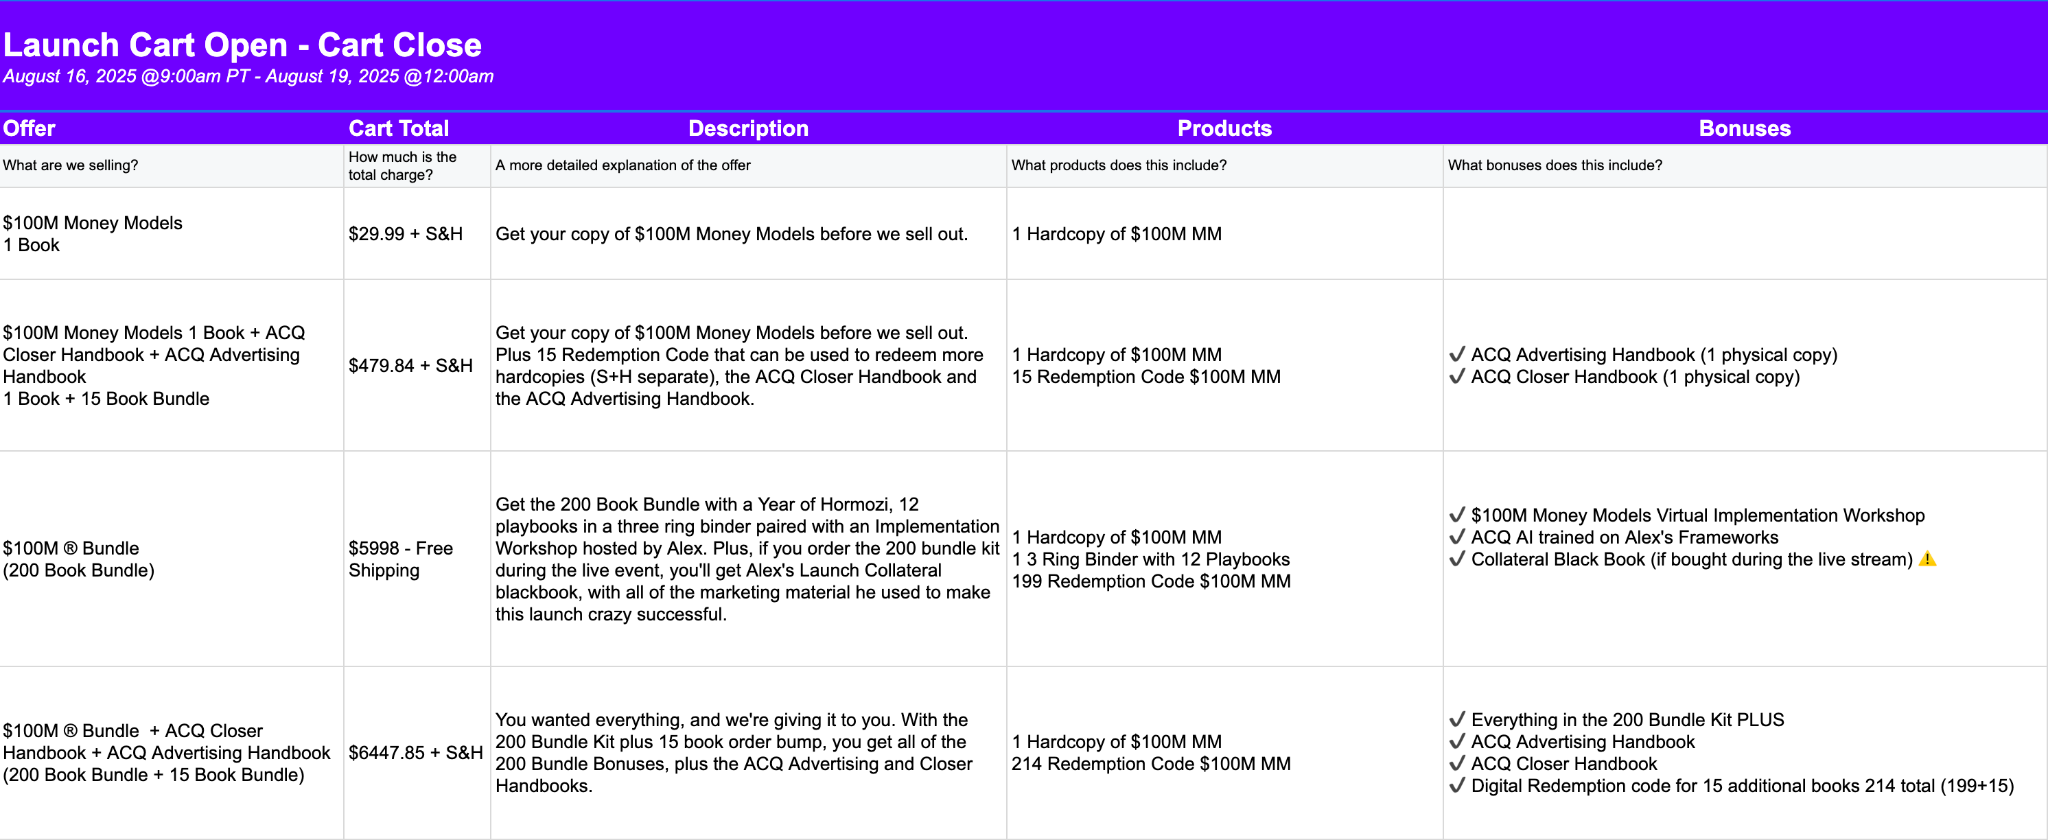 Launch Cart Open - Cart Close
August 16, 2025 @9:00am PT - August 19, 2025 @12:00am
Offer
Cart Total
Description
Products
Bonuses
What are we selling?
How much is the
total charge?
A more detailed explanation of the offer
What products does this include?
What bonuses does this include?
$100M Money Models
1 Book
$29.99 + S&H
Get your copy of $100M Money Models before we sell out.
1 Hardcopy of $100M MM
$100M Money Models 1 Book + ACQ
Closer Handbook + ACQ Advertising
Handbook
1 Book + 15 Book Bundle
$479.84 + S&H
Get your copy of $100M Money Models before we sell out.
Plus 15 Redemption Code that can be used to redeem more
hardcopies (S+H separate), the ACQ Closer Handbook and
the ACQ Advertising Handbook.
1 Hardcopy of $100M MM
15 Redemption Code $100M MM
✔ ACQ Advertising Handbook (1 physical copy)
✔ ACQ Closer Handbook (1 physical copy)
$100M ® Bundle
(200 Book Bundle)
$5998 - Free
Shipping
Get the 200 Book Bundle with a Year of Hormozi, 12
playbooks in a three ring binder paired with an Implementation
Workshop hosted by Alex. Plus, if you order the 200 bundle kit
during the live event, you'll get Alex's Launch Collateral
blackbook, with all of the marketing material he used to make
this launch crazy successful.
1 Hardcopy of $100M MM
1 3 Ring Binder with 12 Playbooks
199 Redemption Code $100M MM
✔ $100M Money Models Virtual Implementation Workshop
✔ ACQ AI trained on Alex's Frameworks
✔ Collateral Black Book (if bought during the live stream) ⚠️
$100M ® Bundle + ACQ Closer
Handbook + ACQ Advertising Handbook
(200 Book Bundle + 15 Book Bundle)
$6447.85 + S&H
You wanted everything, and we're giving it to you. With the
200 Bundle Kit plus 15 book order bump, you get all of the
200 Bundle Bonuses, plus the ACQ Advertising and Closer
Handbooks.
1 Hardcopy of $100M MM
214 Redemption Code $100M MM
✔ Everything in the 200 Bundle Kit PLUS
✔ ACQ Advertising Handbook
✔ ACQ Closer Handbook
✔ Digital Redemption code for 15 additional books 214 total (199+15)